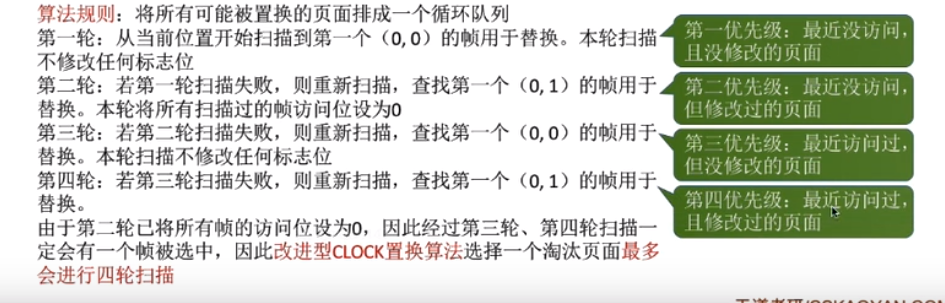 算法规则：将所有可能被置换的页面排成一个循环队列
第一轮：从当前位置开始扫描到第一个（0, 0）的帧用于替换。本轮扫描
不修改任何标志位
第二轮：若第一轮扫描失败，则重新扫描，查找第一个（0, 1）的帧用于
替换。本轮将所有扫描过的帧访问位设为0
第三轮：若第二轮扫描失败，则重新扫描，查找第一个（0, 0）的帧用于
替换。本轮扫描不修改任何标志位
第四轮：若第三轮扫描失败，则重新扫描，查找第一个（0, 1）的帧用于
替换。
由于第二轮已将所有帧的访问位设为0，因此经过第三轮、第四轮扫描一
定会有一个帧被选中，因此改进型CLOCK置换算法选择一个淘汰页面最多
会进行四轮扫描
第一优先级：最近没访问，
且没修改的页面
第二优先级：最近没访问，
但修改过的页面
第三优先级：最近访问过，
但没修改的页面
第四优先级：最近访问过，
且修改过的页面